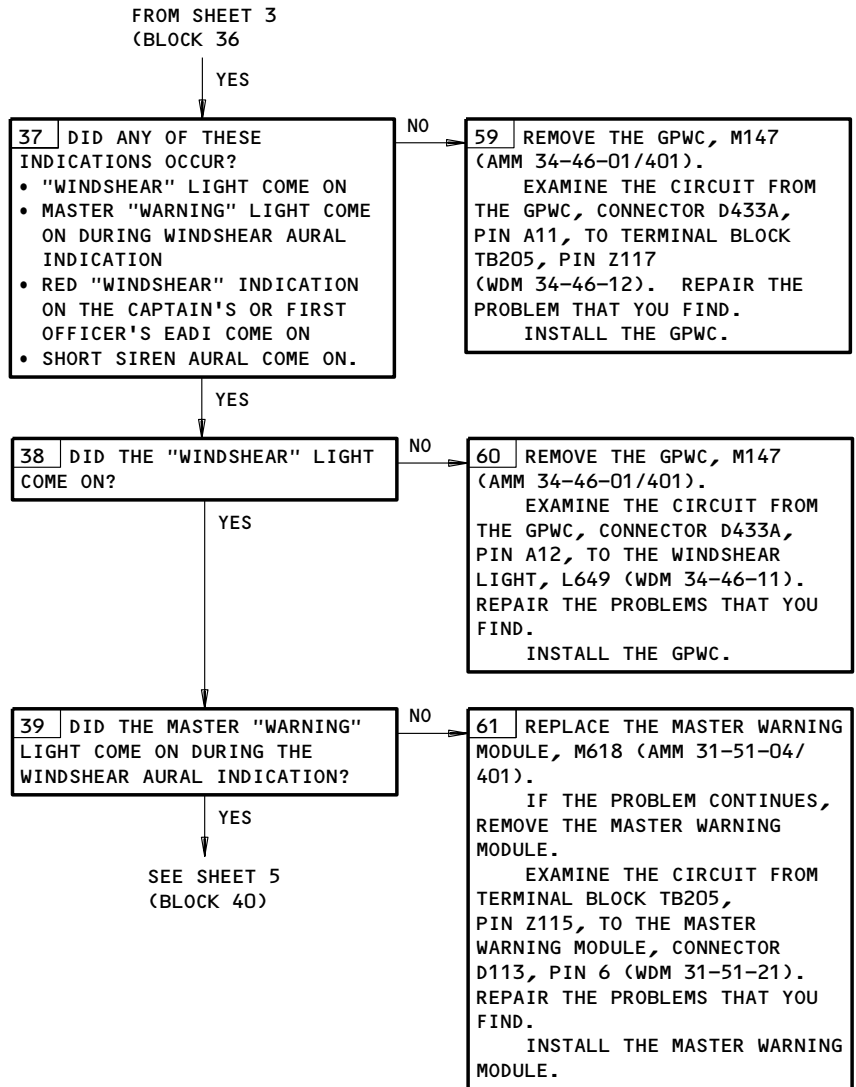 FROM SHEET 3
(BLOCK 36
YES
37 DID ANY OF THESE
INDICATIONS OCCUR?
• "WINDSHEAR" LIGHT COME ON
• MASTER "WARNING" LIGHT COME
ON DURING WINDSHEAR AURAL
INDICATION
• RED "WINDSHEAR" INDICATION
ON THE CAPTAIN'S OR FIRST
OFFICER'S EADI COME ON
• SHORT SIREN AURAL COME ON.
NO
59 REMOVE THE GPWC, M147
(AMM 34-46-01/401).
EXAMINE THE CIRCUIT FROM
THE GPWC, CONNECTOR D433A,
PIN A11, TO TERMINAL BLOCK
TB205, PIN Z117
(WDM 34-46-12). REPAIR THE
PROBLEM THAT YOU FIND.
INSTALL THE GPWC.
YES
38 DID THE "WINDSHEAR" LIGHT
COME ON?
NO
60 REMOVE THE GPWC, M147
(AMM 34-46-01/401).
EXAMINE THE CIRCUIT FROM
THE GPWC, CONNECTOR D433A,
PIN A12, TO THE WINDSHEAR
LIGHT, L649 (WDM 34-46-11).
REPAIR THE PROBLEMS THAT YOU
FIND.
INSTALL THE GPWC.
YES
39 DID THE MASTER "WARNING"
LIGHT COME ON DURING THE
WINDSHEAR AURAL INDICATION?
NO
61 REPLACE THE MASTER WARNING
MODULE, M618 (AMM 31-51-04/
401).
IF THE PROBLEM CONTINUES,
REMOVE THE MASTER WARNING
MODULE.
EXAMINE THE CIRCUIT FROM
TERMINAL BLOCK TB205,
PIN Z115, TO THE MASTER
WARNING MODULE, CONNECTOR
D113, PIN 6 (WDM 31-51-21).
REPAIR THE PROBLEMS THAT YOU
FIND.
INSTALL THE MASTER WARNING
MODULE.
YES
SEE SHEET 5
(BLOCK 40)